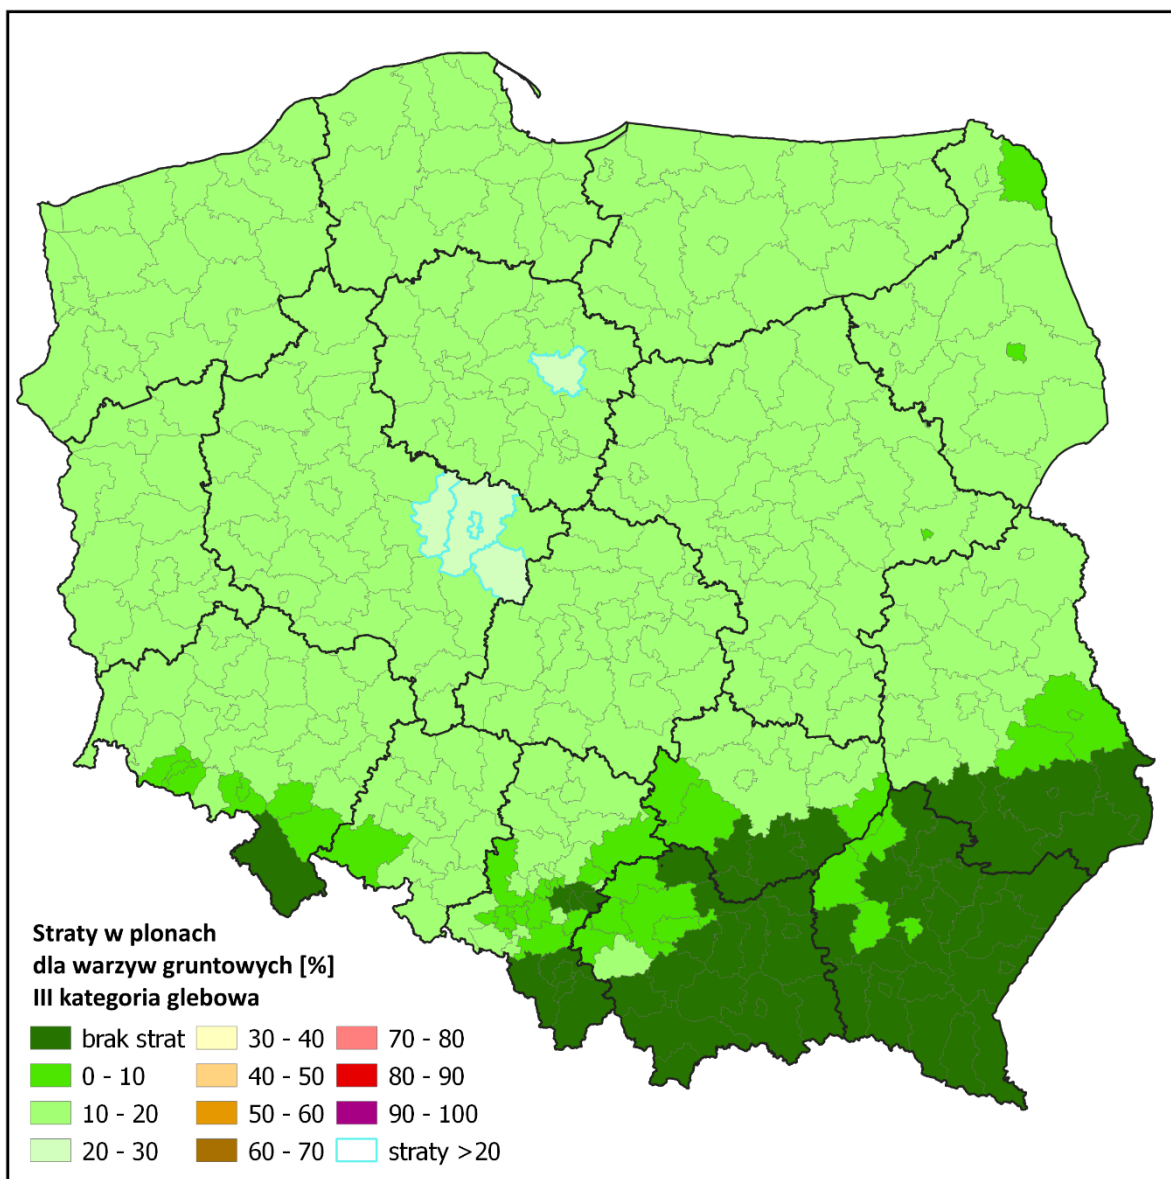 Straty w plonach
dla warzyw gruntowych [%]
III kategoria glebowa
brak strat
0 - 10
10 - 20
20 - 30
30 - 40
40 - 50
50 - 60
60 - 70
70 - 80
80 - 90
90 - 100
straty >20